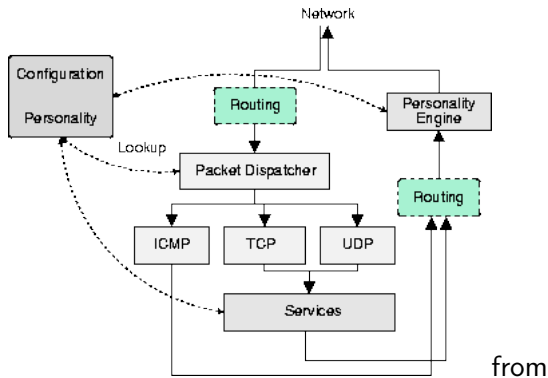 Network
Configuration
Personality
Routing
Personality
Engine
Lookup
Packet Dispatcher
Routing
ICMP
TCP
UDP
Services
from